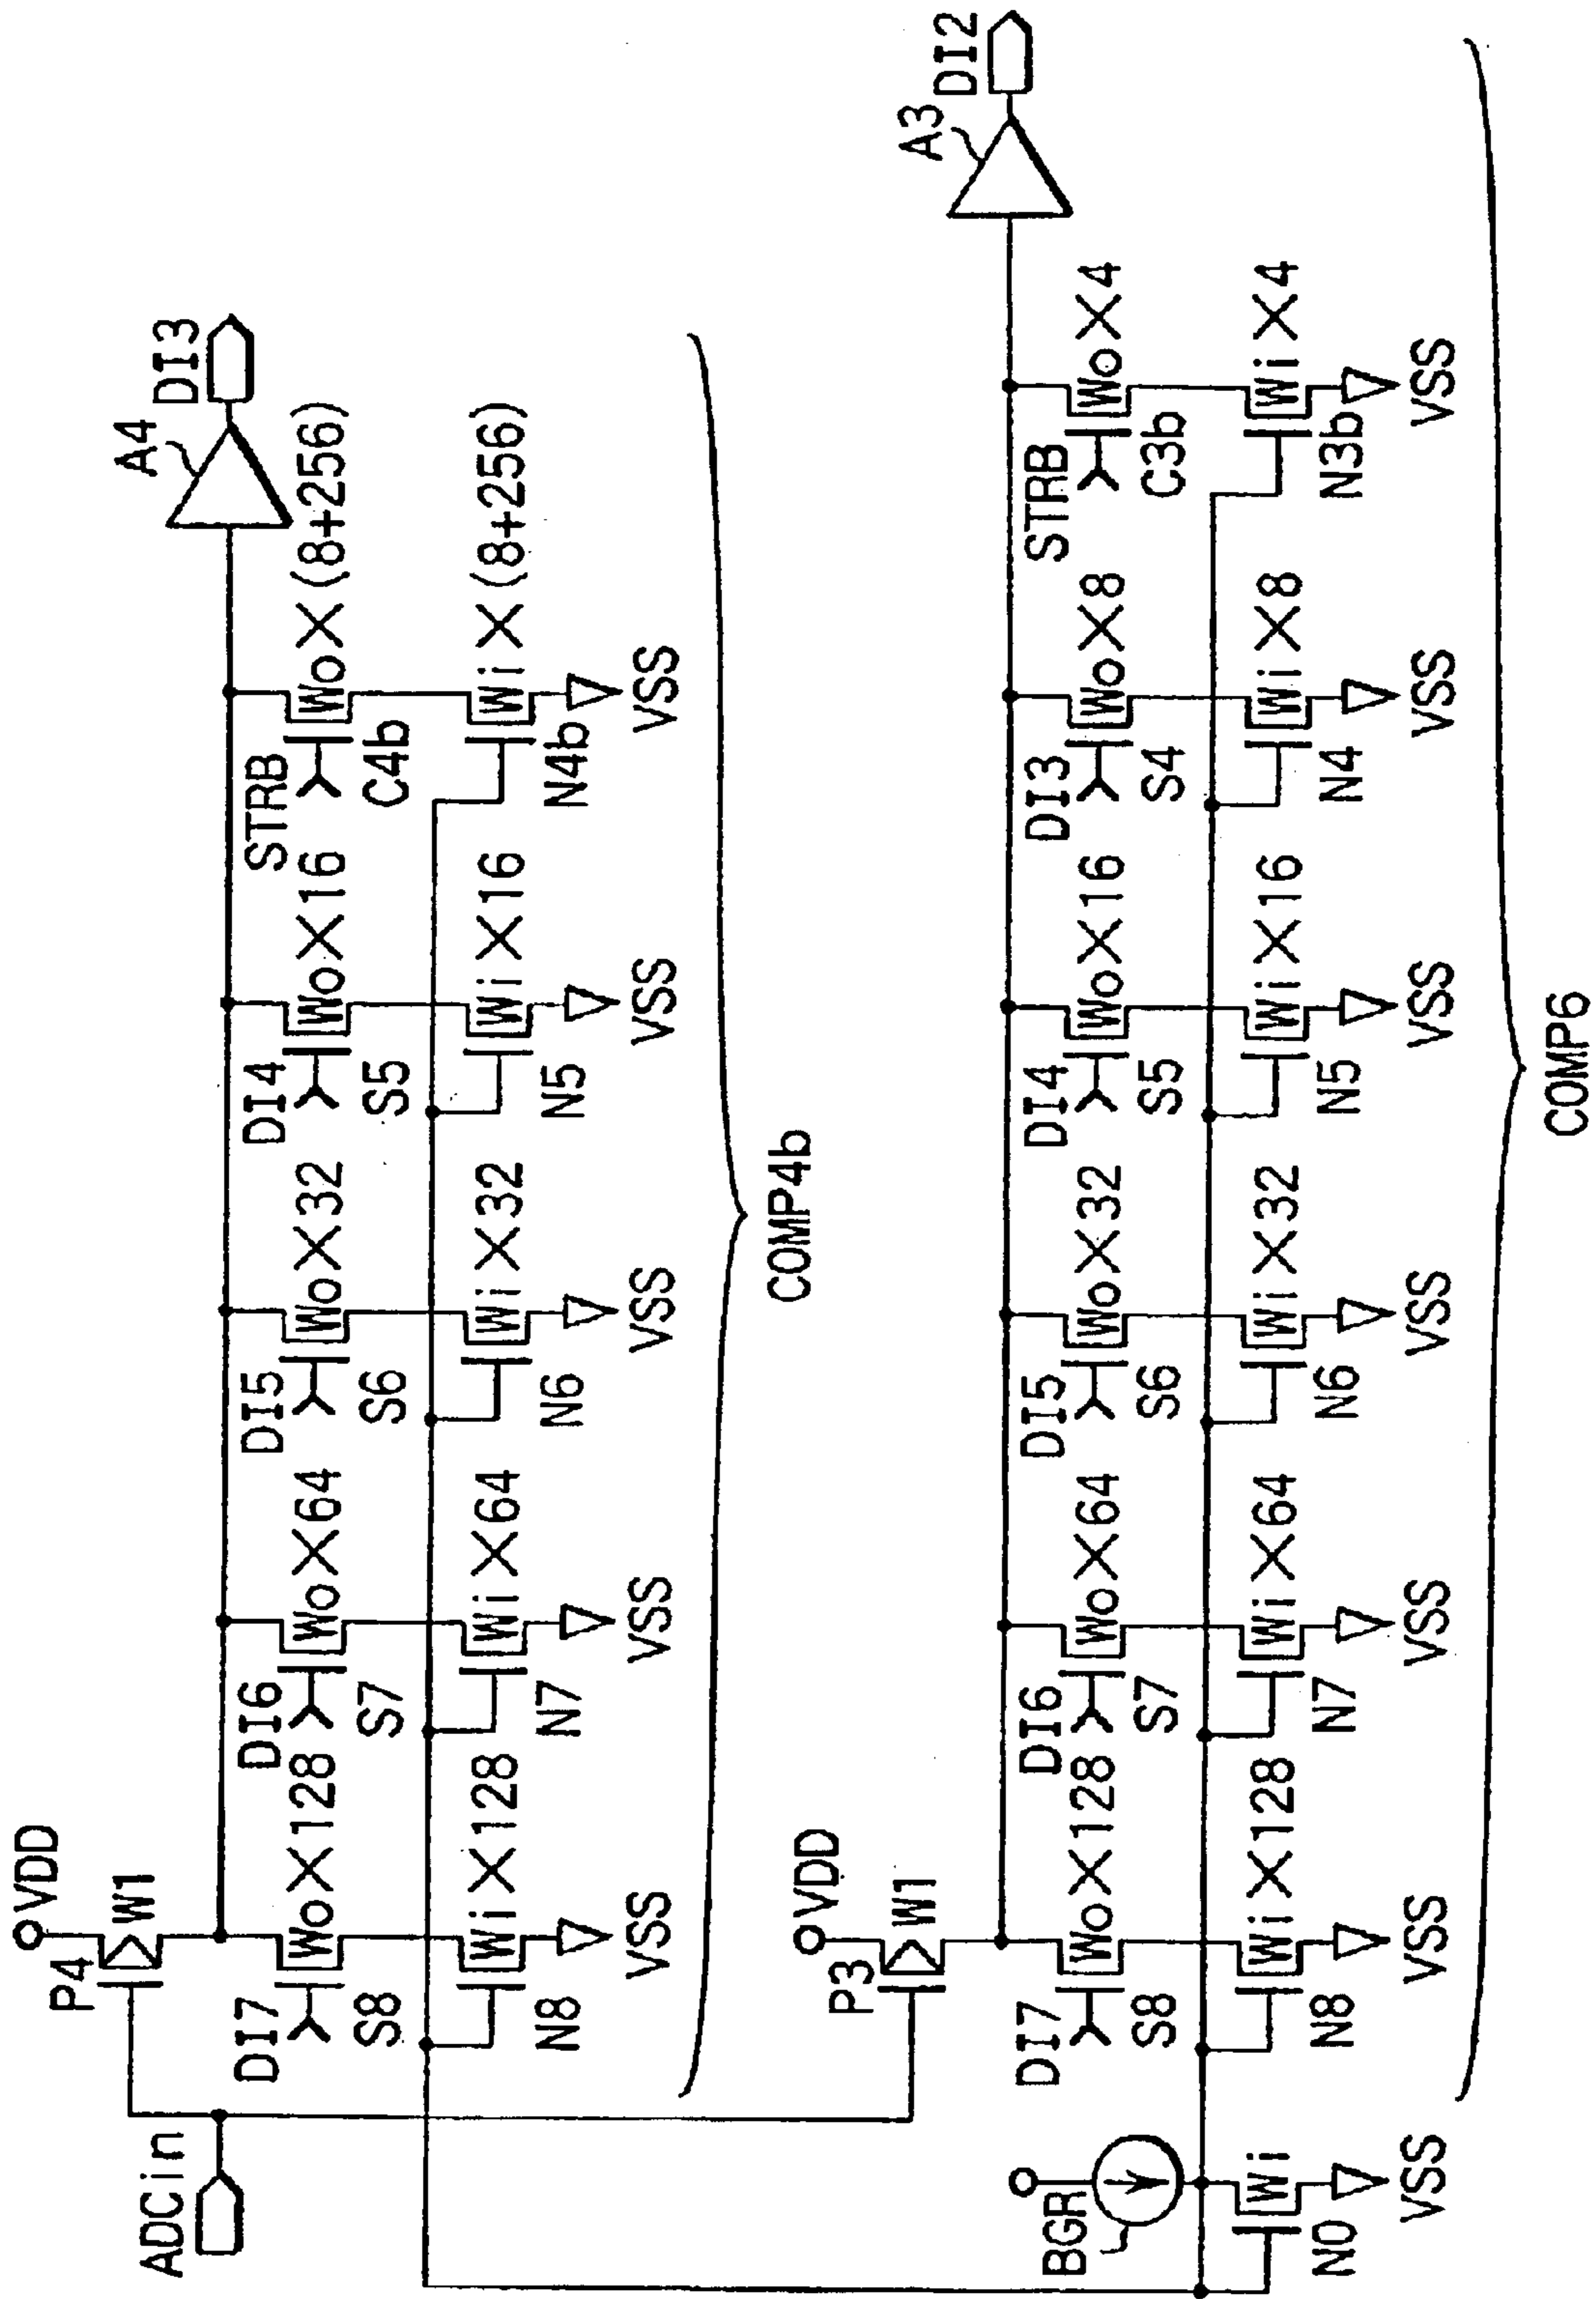 ADCin
P4
VDD
W1
DI7
Wo×128
S8
Wi×128
N8
VSS
DI6
Wo×64
S7
Wi×64
N7
VSS
DI5
Wo×32
S6
Wi×32
N6
VSS
DI4
Wo×16
S5
Wi×16
N5
VSS
STRB
Wo×(8+256)
C4b
Wi×(8+256)
N4b
VSS
A4
DI3
COMP4b
BGR
Wi
N0
VSS
P3
VDD
W1
DI7
Wo×128
S8
Wi×128
N8
VSS
DI6
Wo×64
S7
Wi×64
N7
VSS
DI5
Wo×32
S6
Wi×32
N6
VSS
DI4
Wo×16
S5
Wi×16
N5
VSS
DI3
Wo×8
S4
Wi×8
N4
VSS
STRB
Wo×4
C3b
Wi×4
N3b
VSS
A3
DI2
COMP6